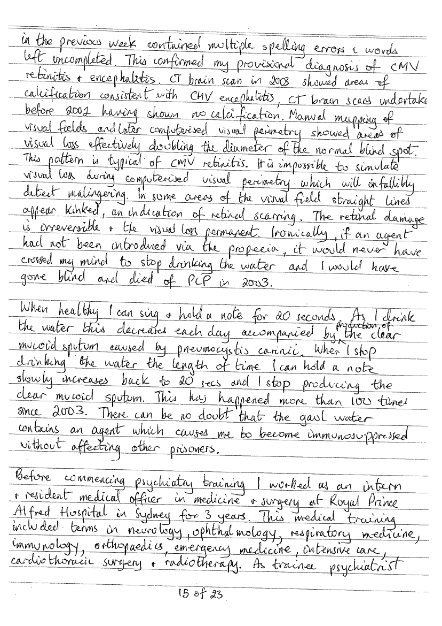 in the previous week contained multiple spelling errors & words
left uncompleted. This confirmed my provisional diagnosis of CMV
retinitis & encephalitis. CT brain scan in 2003 showed areas of
calcification consistent with CMV encephalitis, CT brain scans undertaken
before 2002 having shown no calcification. Manual mapping of
visual fields and later computerised visual perimetry showed areas of
visual loss effectively doubling the diameter of the normal blind spot.
This pattern is typical of CMV retinitis. It is impossible to simulate
visual loss during computerised visual perimetry which will infallibly
detect malingering. In some areas of the visual field straight lines
appear kinked, an indication of retinal scarring. The retinal damage
is irreversible & the visual loss permanent. Ironically, if an agent
had not been introdved via the propecia, it would never have
crossed my mind to stop drinking the water and I would have
gone blind and died of PCP in 2003.
When healthy I can sing & hold a note for 20 seconds. As I drink
the water this decreases each day accompanied by production of the clear
mucoid sputum caused by pneumocystis carinii. When I stop
drinking the water the length of time I can hold a note
slowly increases back to 20 secs and I stop producing the
clear mucoid sputum. This has happened more than 100 times
since 2003. There can be no doubt that the gaol water
contains an agent which causes me to become immunosuppressed
without affecting other prisoners.
Before commencing psychiatry training I worked as an intern
& resident medical officer in medicine & surgery at Royal Prince
Alfred Hospital in Sydney for 3 years. This medical training
included terms in neurology, ophthalmology, respiratory medicine,
immunology, orthopaedics, emergency medicine, intensive care,
cardiothoracic surgery & radiotherapy. As trainee psychiatrist
15 of 23